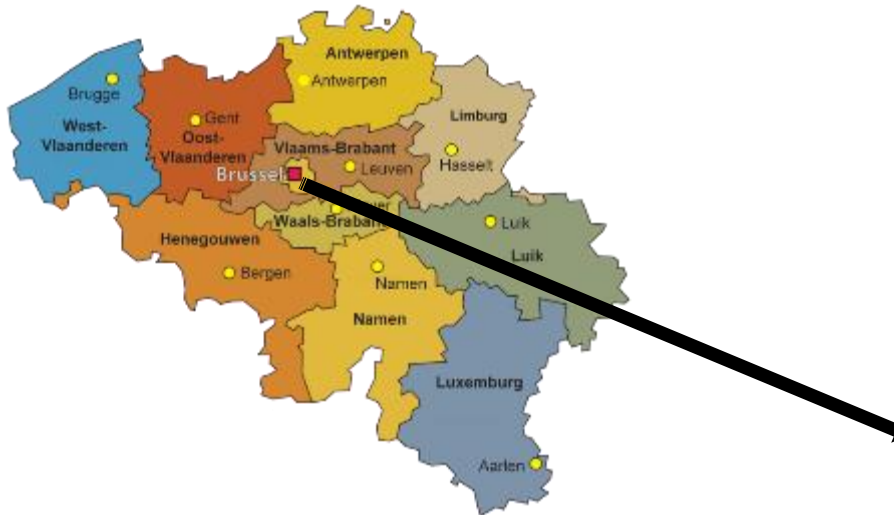 Antwerpen
Antwerpen
Brugge
West-
Vlaanderen
Gent
Oost-
Vlaanderen
Limburg
Hasselt
Vlaams-Brabant
Leuven
Brussel
Waals-Brabant
Henegouwen
Bergen
Luik
Luik
Namen
Namen
Luxemburg
Aarlen